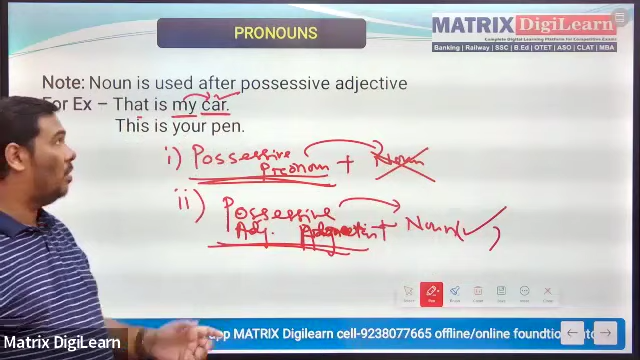 PRONOUNS
MATRIX DigiLearn
Complete Digital Learning Platform for Competitive Exams
Banking | Railway | SSC | B.Ed | OTET | ASO | CLAT | MBA
Note: Noun is used after possessive adjective
For Ex – That is my car.
This is your pen.
i) Possessive
Pronoun + Noun
ii) Possessive
Adj. + Noun(✓)
Matrix DigiLearn
pp MATRIX Digilearn cell-9238077665 offline/online foundtion